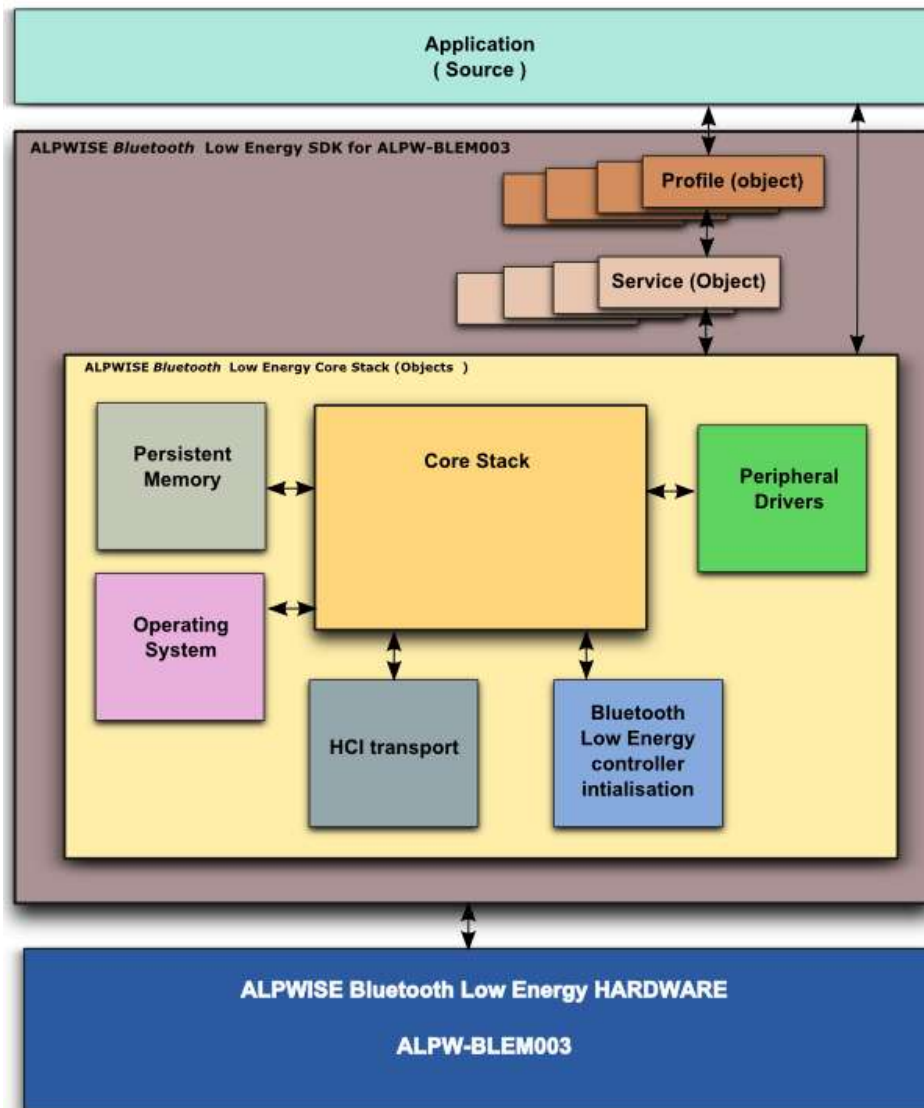 Application
( Source )
ALPWISE Bluetooth Low Energy SDK for ALPW-BLEM003
Profile (object)
Service (Object)
ALPWISE Bluetooth Low Energy Core Stack (Objects )
Persistent
Memory
Core Stack
Peripheral
Drivers
Operating
System
HCI transport
Bluetooth
Low Energy
controller
intialisation
ALPWISE Bluetooth Low Energy HARDWARE
ALPW-BLEM003